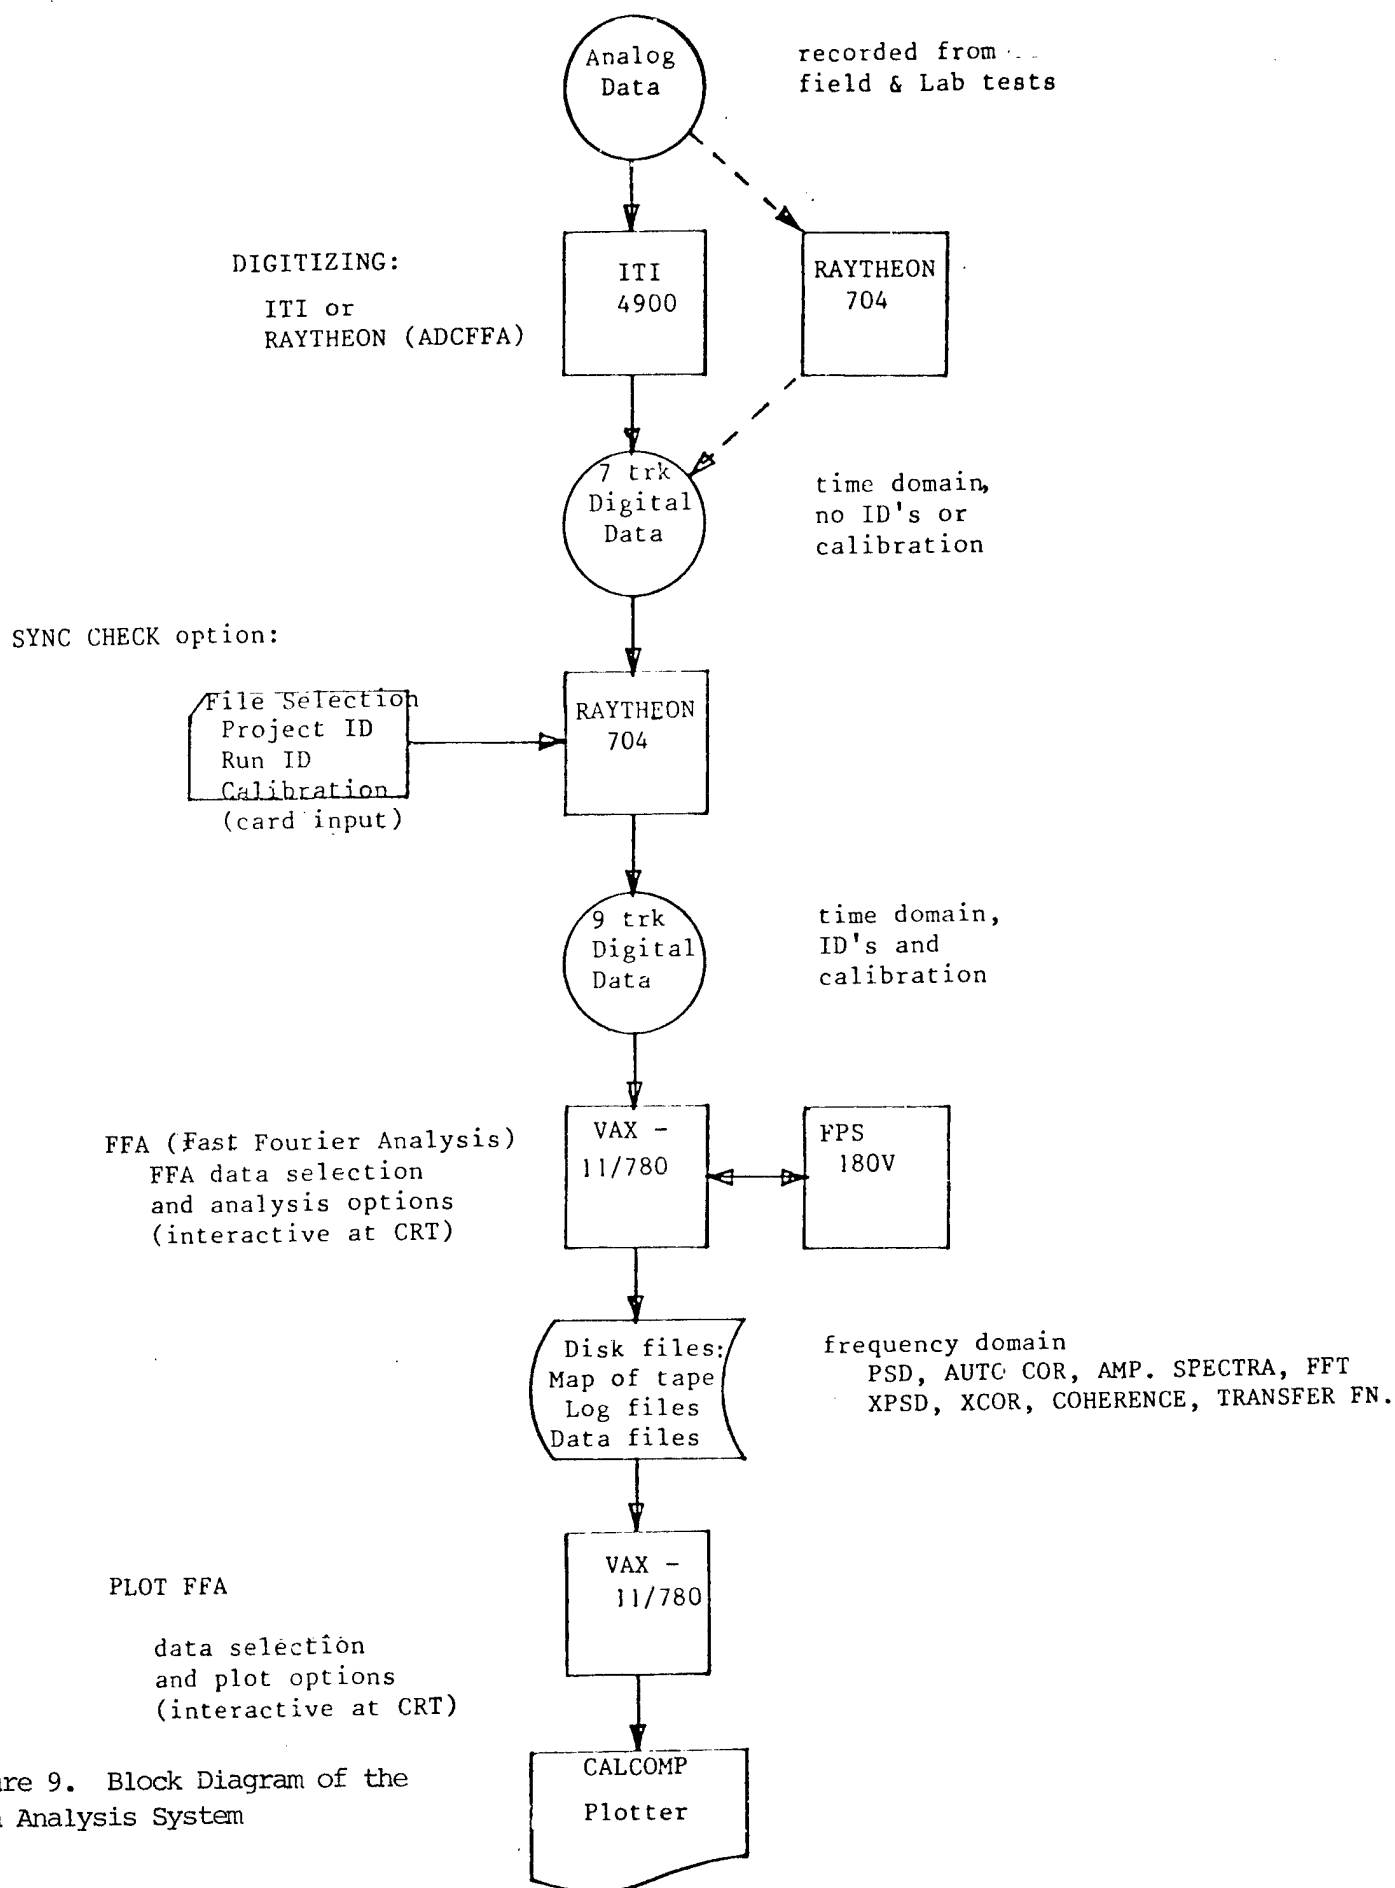 Analog
Data
recorded from
field & Lab tests
DIGITIZING:
ITI or
RAYTHEON (ADCFFA)
ITI
4900
RAYTHEON
704
7 trk
Digital
Data
time domain,
no ID's or
calibration
SYNC CHECK option:
File Selection
Project ID
Run ID
Calibration
(card input)
RAYTHEON
704
9 trk
Digital
Data
time domain,
ID's and
calibration
FFA (Fast Fourier Analysis)
FFA data selection
and analysis options
(interactive at CRT)
VAX -
11/780
FPS
180V
Disk files:
Map of tape
Log files
Data files
frequency domain
PSD, AUTO COR, AMP. SPECTRA, FFT
XPSD, XCOR, COHERENCE, TRANSFER FN.
PLOT FFA
data selection
and plot options
(interactive at CRT)
VAX -
11/780
CALCOMP
Plotter
re 9. Block Diagram of the
Analysis System